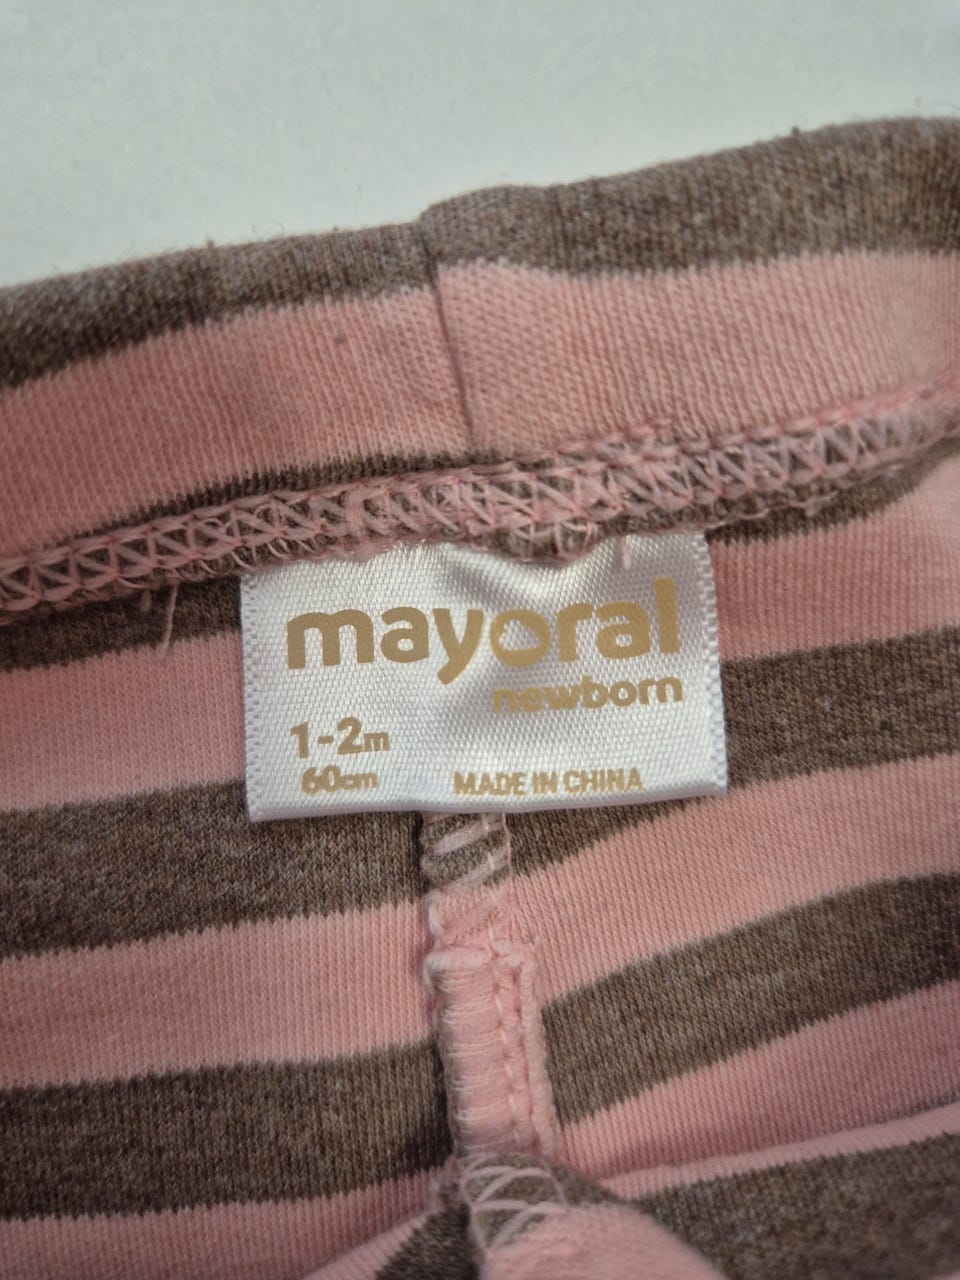 mayoral
newborn
1-2m
60cm
MADE IN CHINA